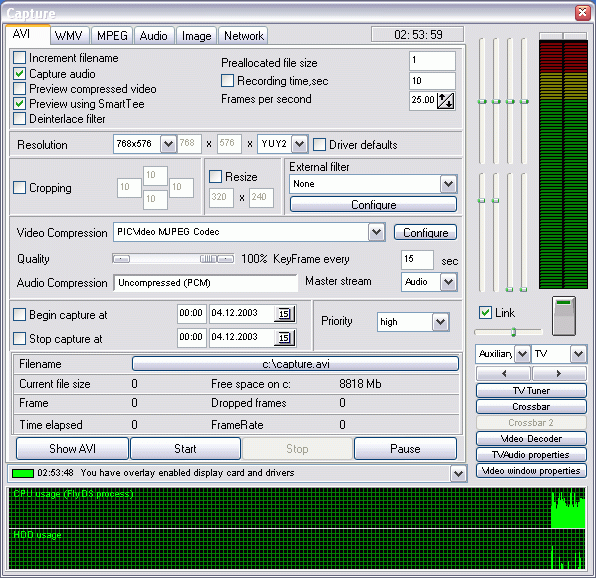 Capture
AVI WMV MPEG Audio Image Network 02:53:59
Increment filename
Capture audio
Preview compressed video
Preview using SmartTee
Deinterlace filter
Preallocated file size 1
Recording time,sec 10
Frames per second 25.00
Resolution 768x576 768 x 576 x YUY2 Driver defaults
Cropping 10 10 10 10
Resize
320 x 240
External filter
None
Configure
Video Compression PICVideo MJPEG Codec Configure
Quality 100% KeyFrame every 15 sec
Audio Compression Uncompressed (PCM) Master stream Audio
Begin capture at 00:00 04.12.2003 15
Stop capture at 00:00 04.12.2003 15
Priority high
Filename c:\capture.avi
Current file size 0 Free space on c: 8818 Mb
Frame 0 Dropped frames 0
Time elapsed 0 FrameRate 0
Show AVI Start Stop Pause
Link
Auxiliary TV
TV Tuner
Crossbar
Crossbar 2
Video Decoder
TVAudio properties
Video window properties
02:53:48 You have overlay enabled display card and drivers
CPU usage (FlyDS process)
HDD usage